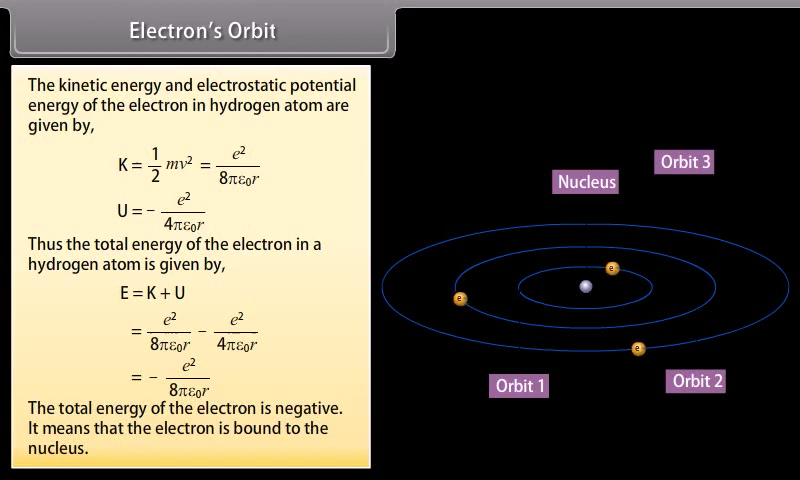 Electron's Orbit
The kinetic energy and electrostatic potential
energy of the electron in hydrogen atom are
given by,
K = 1/2 mv² = e²/8πε₀r
U = − e²/4πε₀r
Thus the total energy of the electron in a
hydrogen atom is given by,
E = K + U
= e²/8πε₀r − e²/4πε₀r
= − e²/8πε₀r
The total energy of the electron is negative.
It means that the electron is bound to the
nucleus.
Orbit 3
Nucleus
e⁻
e⁻
e⁻
Orbit 1
Orbit 2